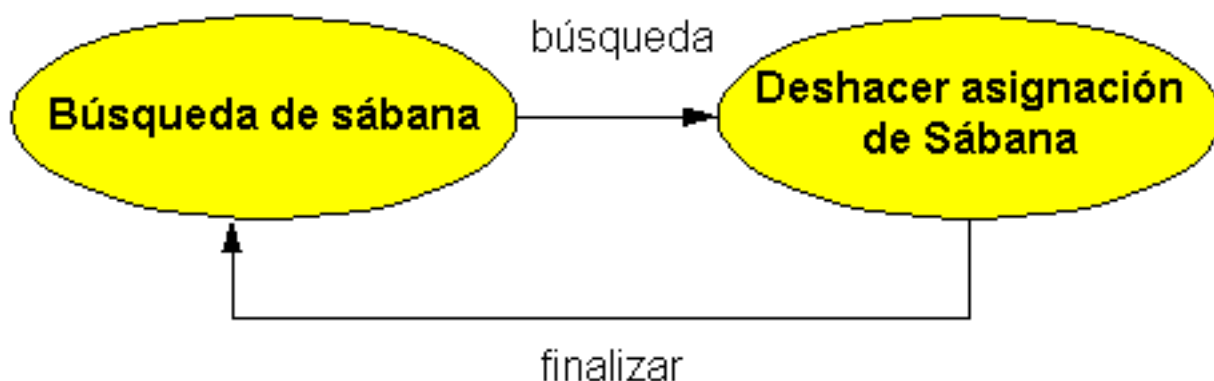 búsqueda
Búsqueda de sábana
Deshacer asignación
de Sábana
finalizar